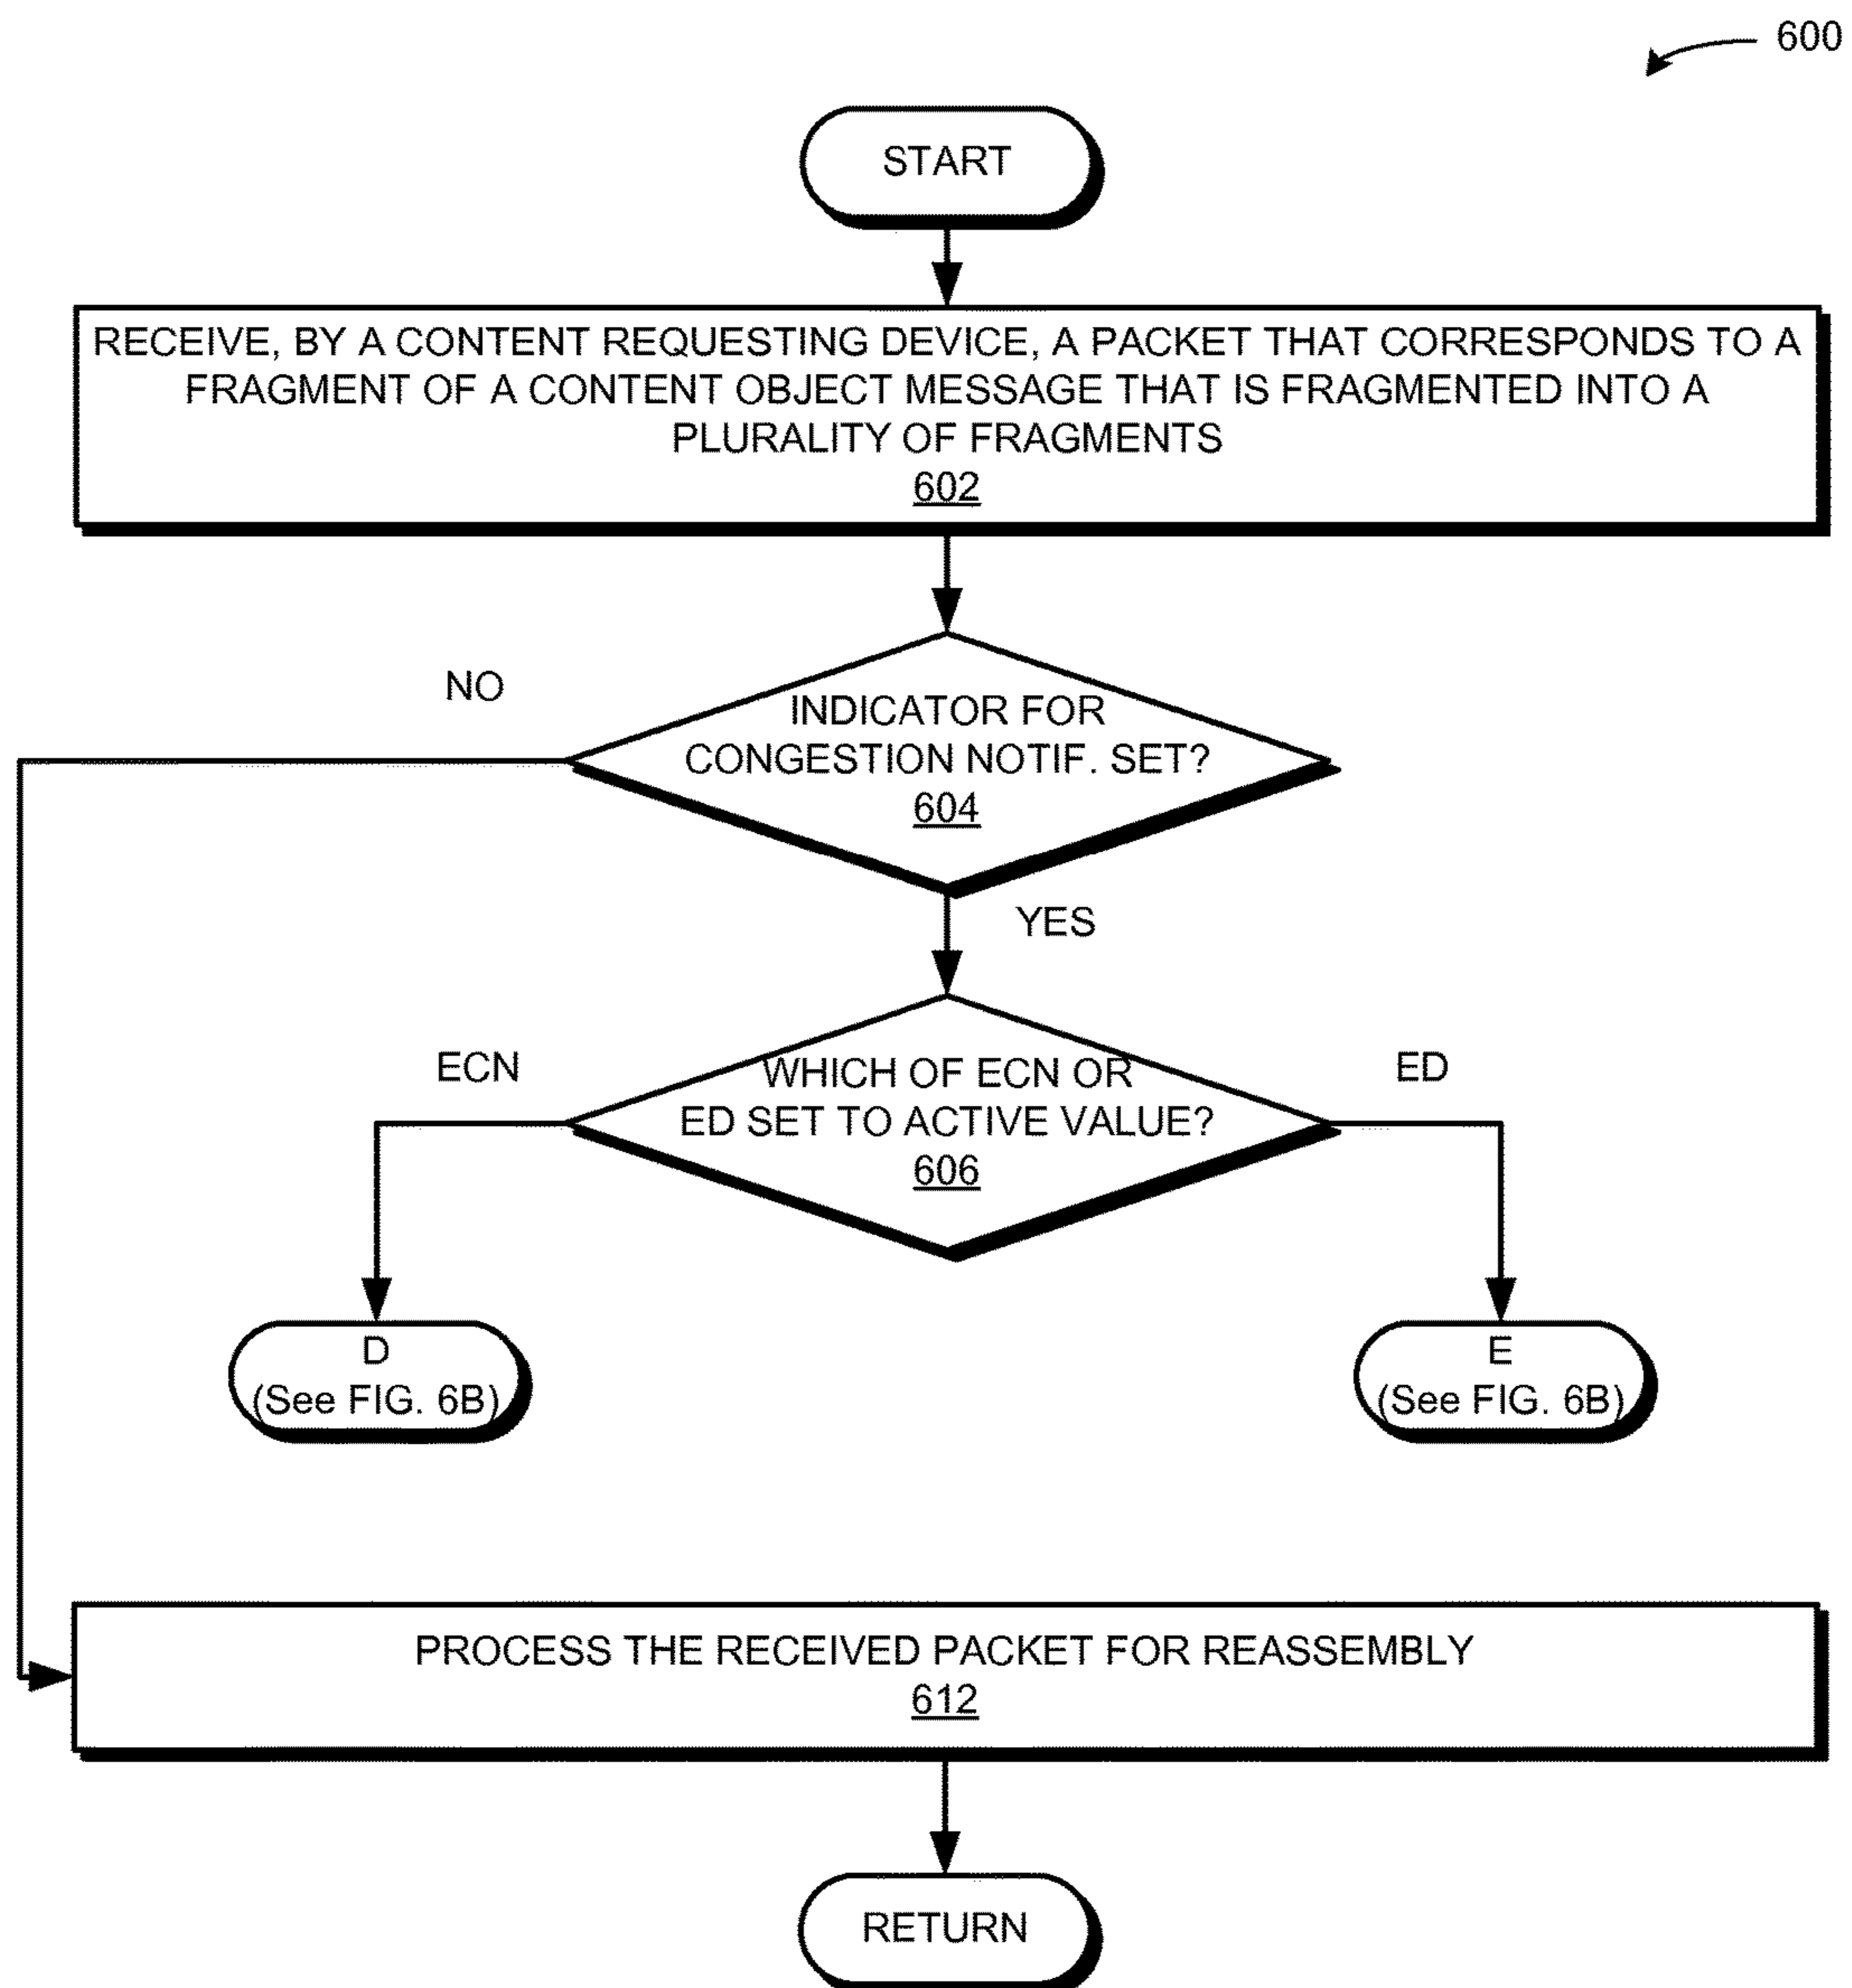 600
START
RECEIVE, BY A CONTENT REQUESTING DEVICE, A PACKET THAT CORRESPONDS TO A
FRAGMENT OF A CONTENT OBJECT MESSAGE THAT IS FRAGMENTED INTO A
PLURALITY OF FRAGMENTS
602
NO
INDICATOR FOR
CONGESTION NOTIF. SET?
604
YES
ECN
WHICH OF ECN OR
ED SET TO ACTIVE VALUE?
606
ED
D
(See FIG. 6B)
E
(See FIG. 6B)
PROCESS THE RECEIVED PACKET FOR REASSEMBLY
612
RETURN